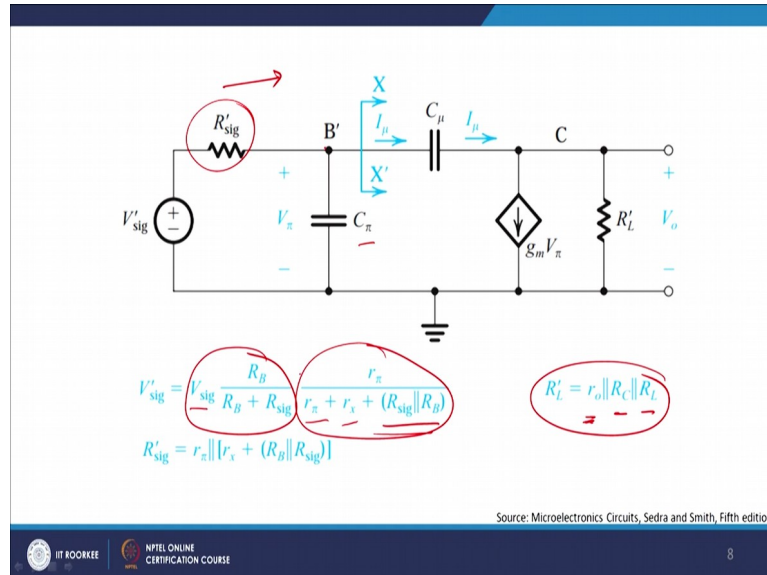 X
R'sig B' Iμ Cμ Iμ C
X'
V'sig + − + Vπ − Cπ gmVπ R'L + Vo −
V'sig = Vsig RB / (RB + Rsig) rπ / (rπ + rx + (Rsig||RB))
R'L = ro||RC||RL
R'sig = rπ||[rx + (RB||Rsig)]
Source: Microelectronics Circuits, Sedra and Smith, Fifth editio
IIT ROORKEE
NPTEL ONLINE
CERTIFICATION COURSE
8